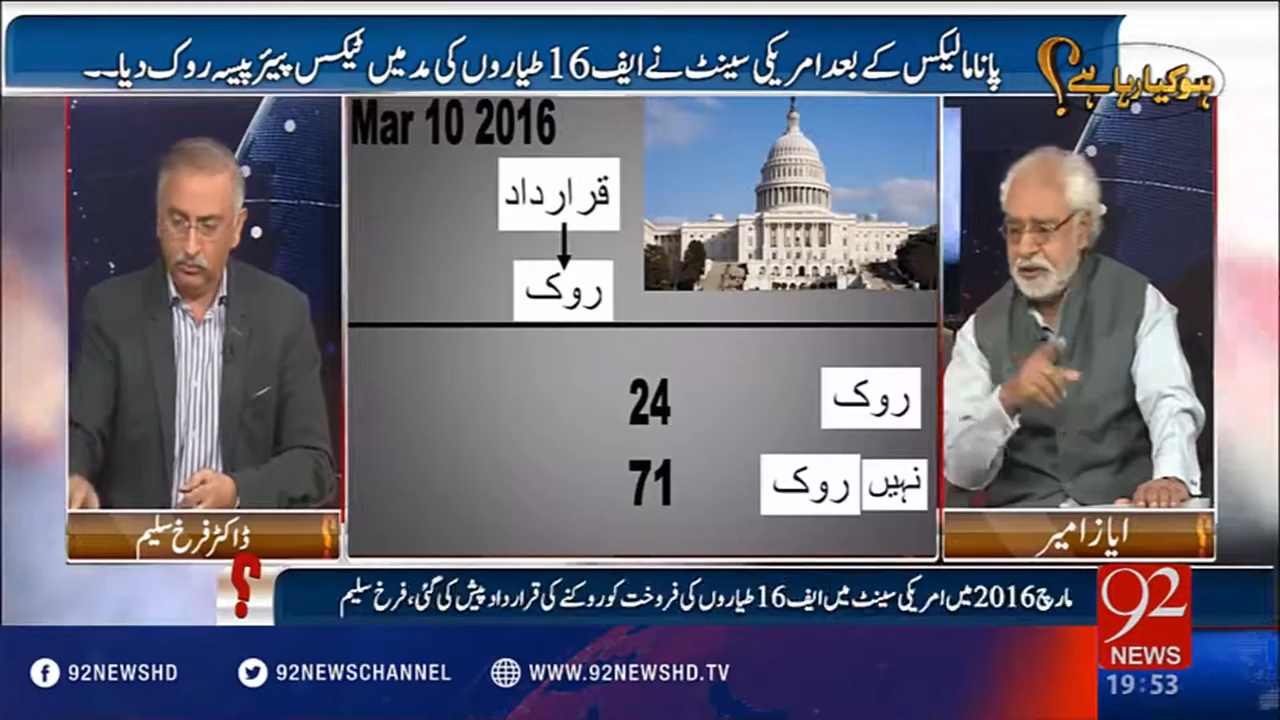 پاناما لیکس کے بعد امریکی سینٹ نے ایف 16 طیاروں کی مد میں ٹیکس پیئر پیسہ روک دیا۔۔
ہو کیا رہا ہے؟
Mar 10 2016
قرارداد
روک
24 روک
71 نہیں روک
ڈاکٹر فرخ سلیم
ایاز امیر
؟
مارچ 2016 میں امریکی سینٹ میں ایف 16 طیاروں کی فروخت کو روکنے کی قرارداد پیش کی گئی، فرخ سلیم
92 NEWS
92NEWSHD 92NEWSCHANNEL WWW.92NEWSHD.TV
19:53